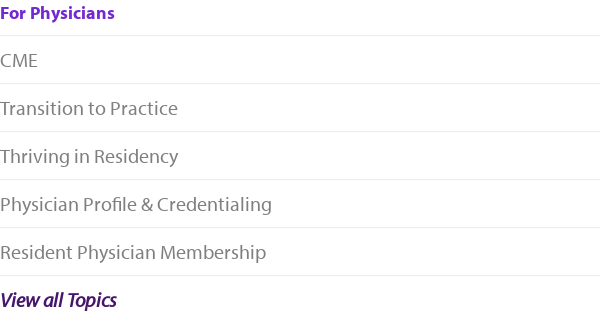 For Physicians
CME
Transition to Practice
Thriving in Residency
Physician Profile & Credentialing
Resident Physician Membership
View all Topics